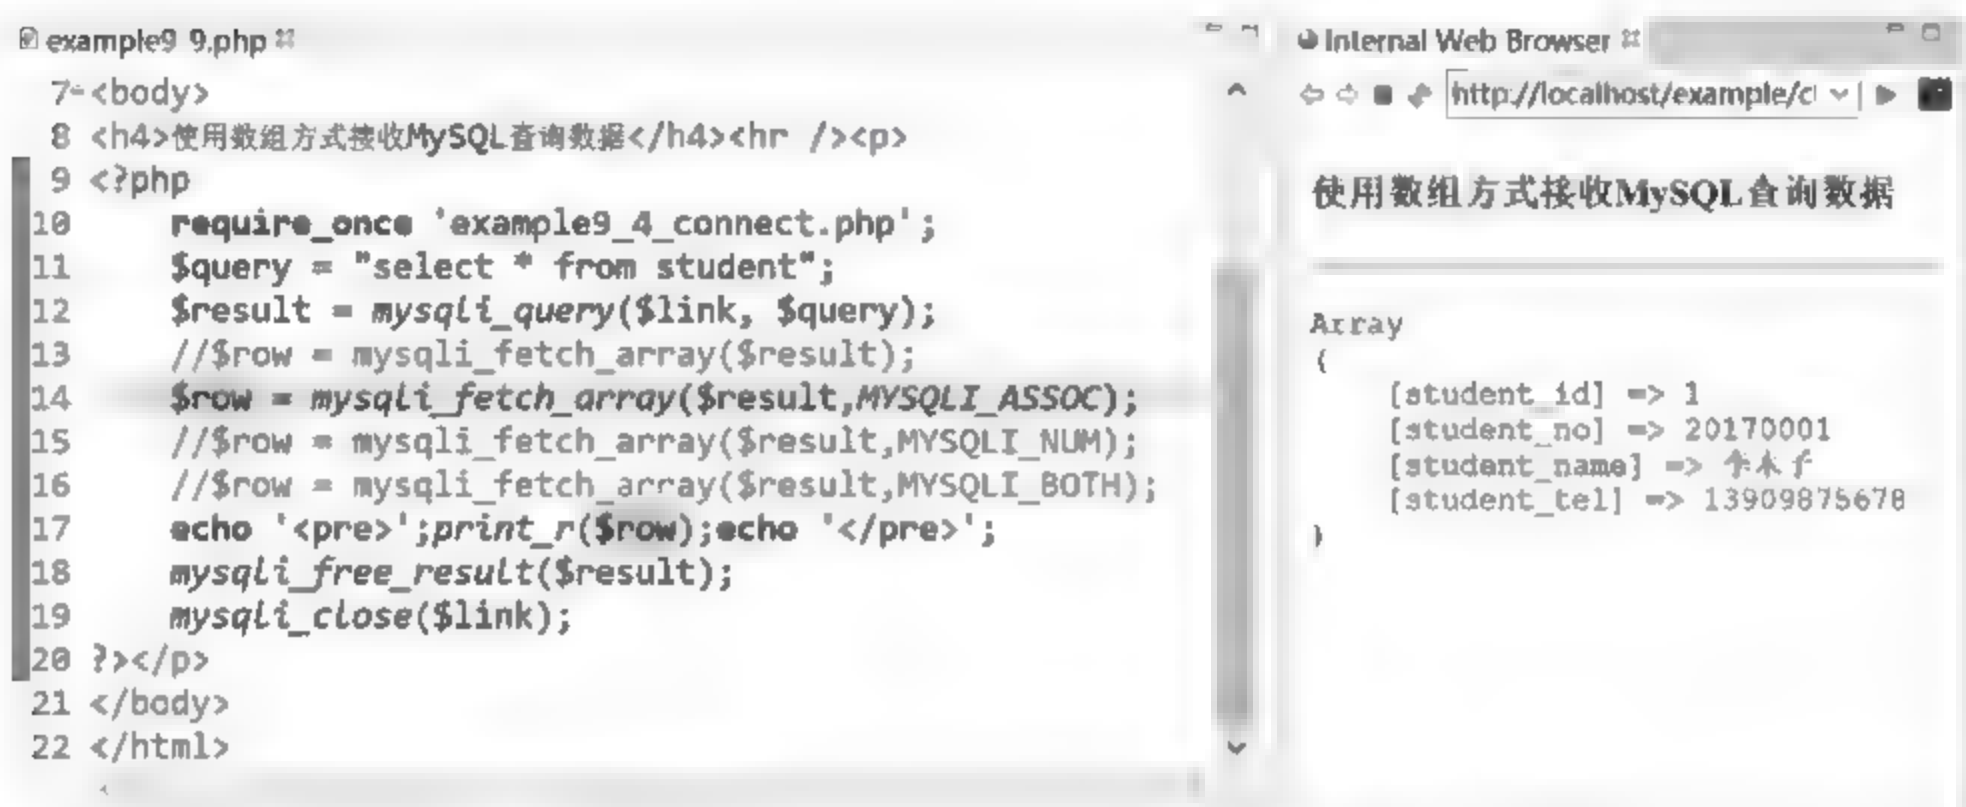 example9 9.php
7 <body>
8 <h4>使用数组方式接收MySQL查询数据</h4><hr /><p>
9 <?php
10 require_once 'example9_4_connect.php';
11 $query = "select * from student";
12 $result = mysqli_query($link, $query);
13 //$row = mysqli_fetch_array($result);
14 $row = mysqli_fetch_array($result,MYSQLI_ASSOC);
15 //$row = mysqli_fetch_array($result,MYSQLI_NUM);
16 //$row = mysqli_fetch_array($result,MYSQLI_BOTH);
17 echo '<pre>';print_r($row);echo '</pre>';
18 mysqli_free_result($result);
19 mysqli_close($link);
20 ?></p>
21 </body>
22 </html>
Internal Web Browser
http://localhost/example/c
使用数组方式接收MySQL查询数据
Array
(
[student_id] => 1
[student_no] => 20170001
[student_name] => 李木子
[student_tel] => 13909875678
)